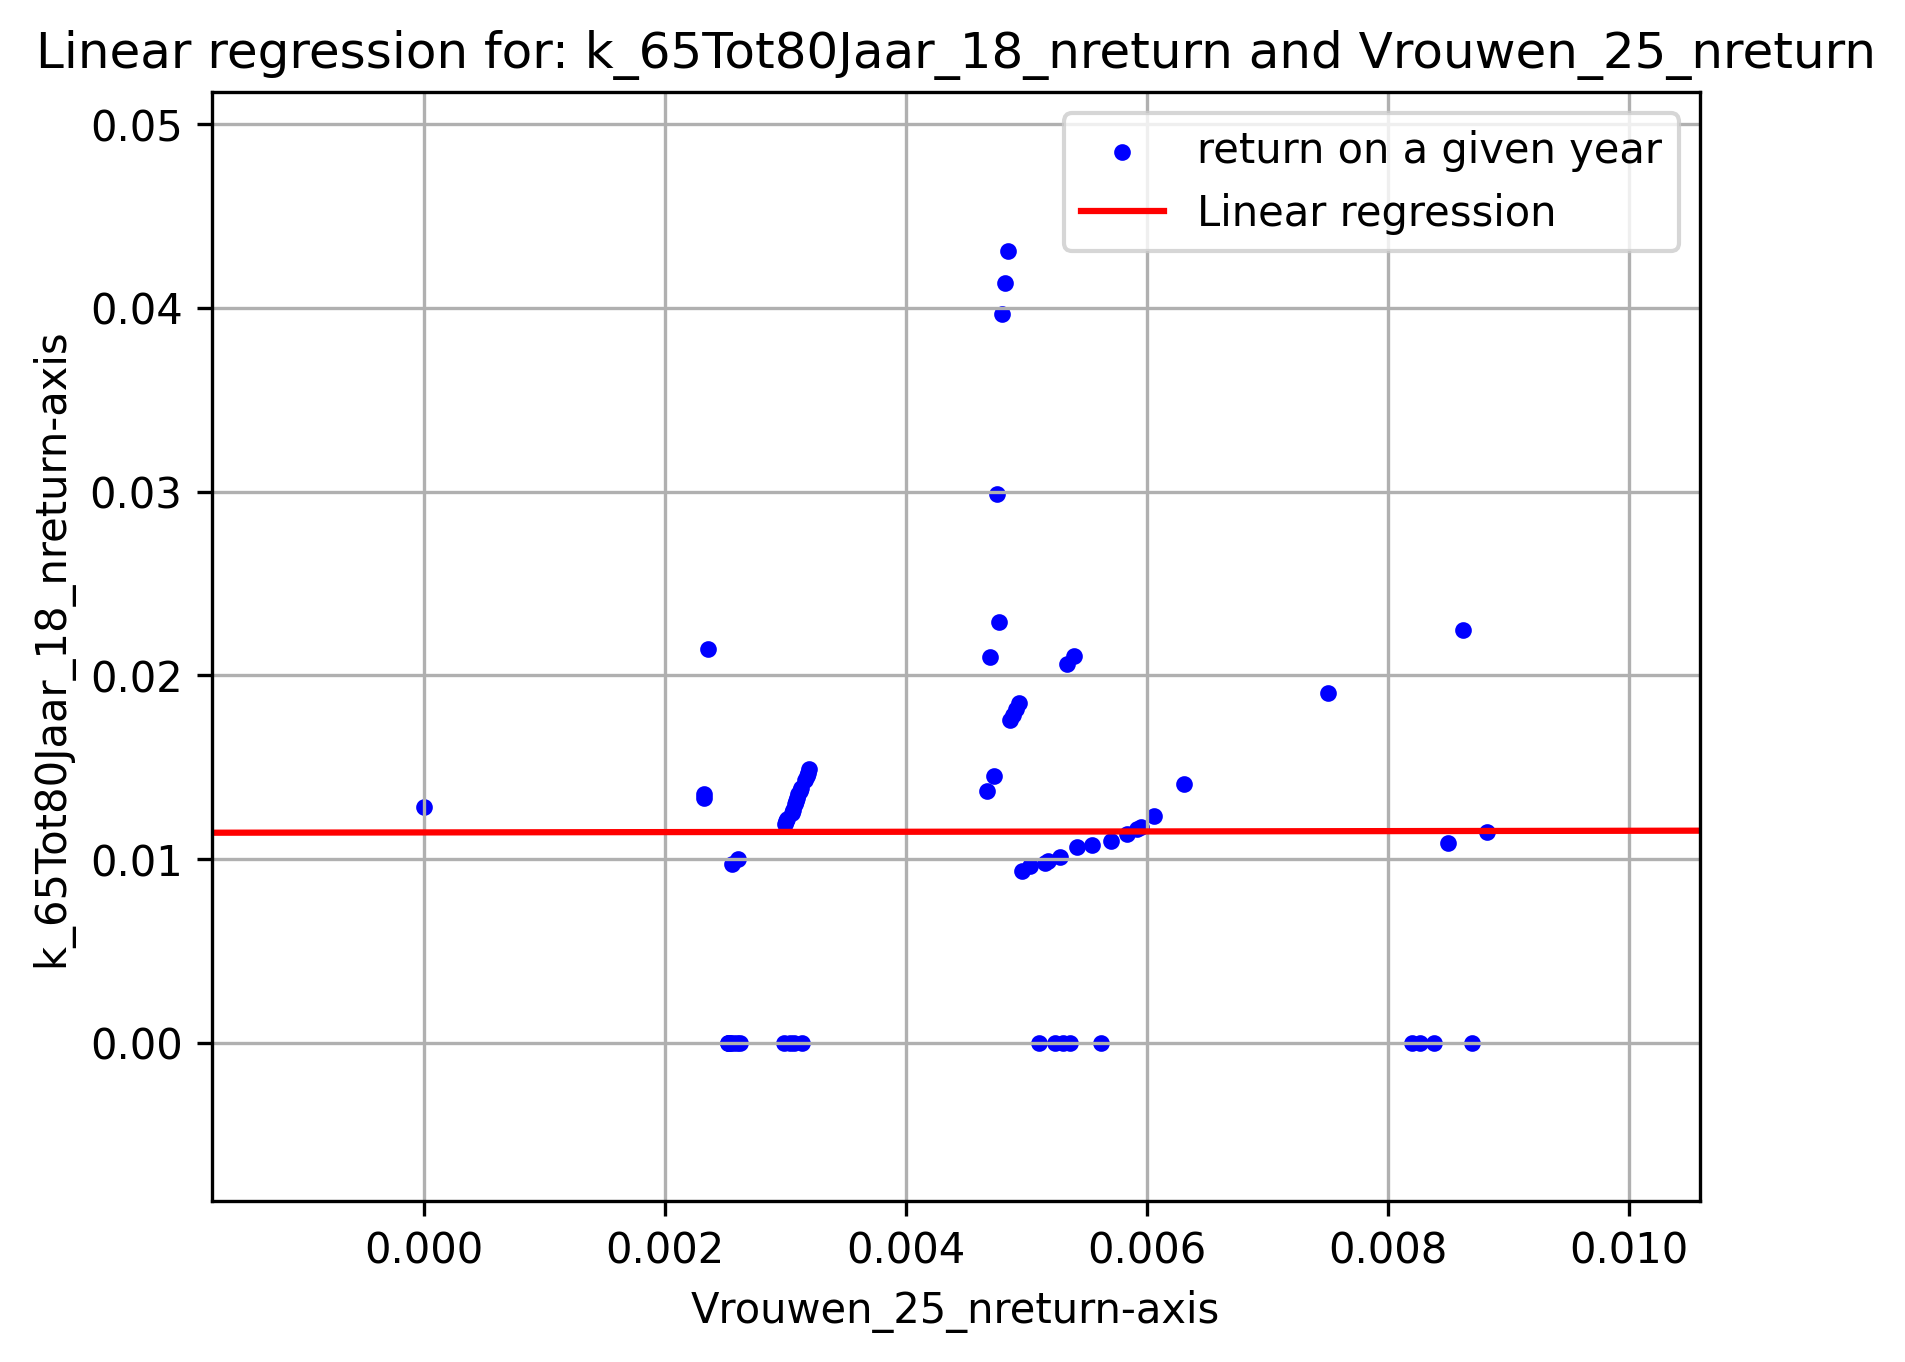 Linear regression for: k_65Tot80Jaar_18_nreturn and Vrouwen_25_nreturn
return on a given year
Linear regression
0.05
0.04
0.03
0.02
0.01
0.00
k_65Tot80Jaar_18_nreturn-axis
0.000 0.002 0.004 0.006 0.008 0.010
Vrouwen_25_nreturn-axis